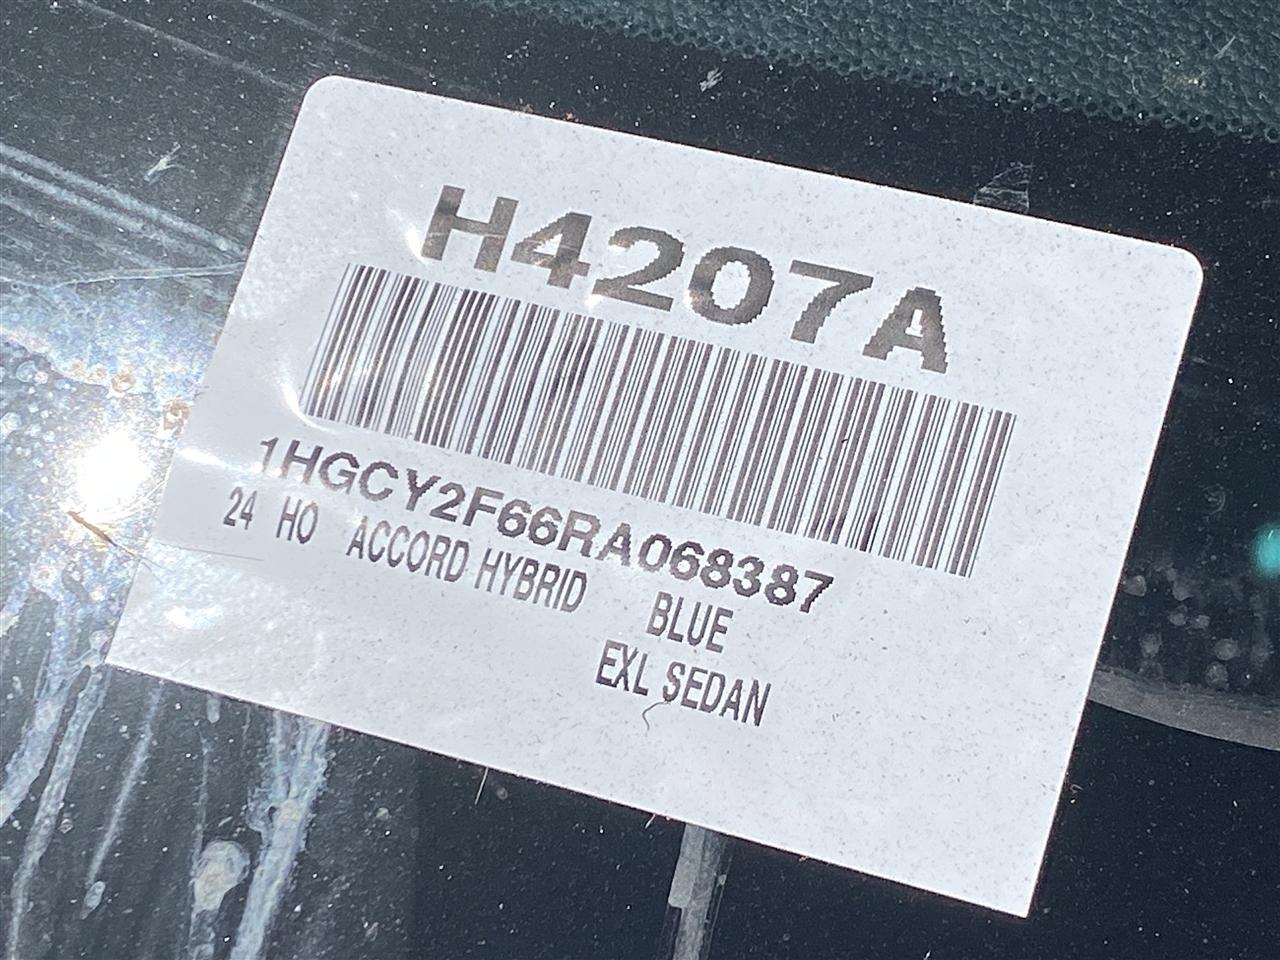 H4207A
1HGCY2F66RA068387
24 HO ACCORD HYBRID BLUE
EXL SEDAN